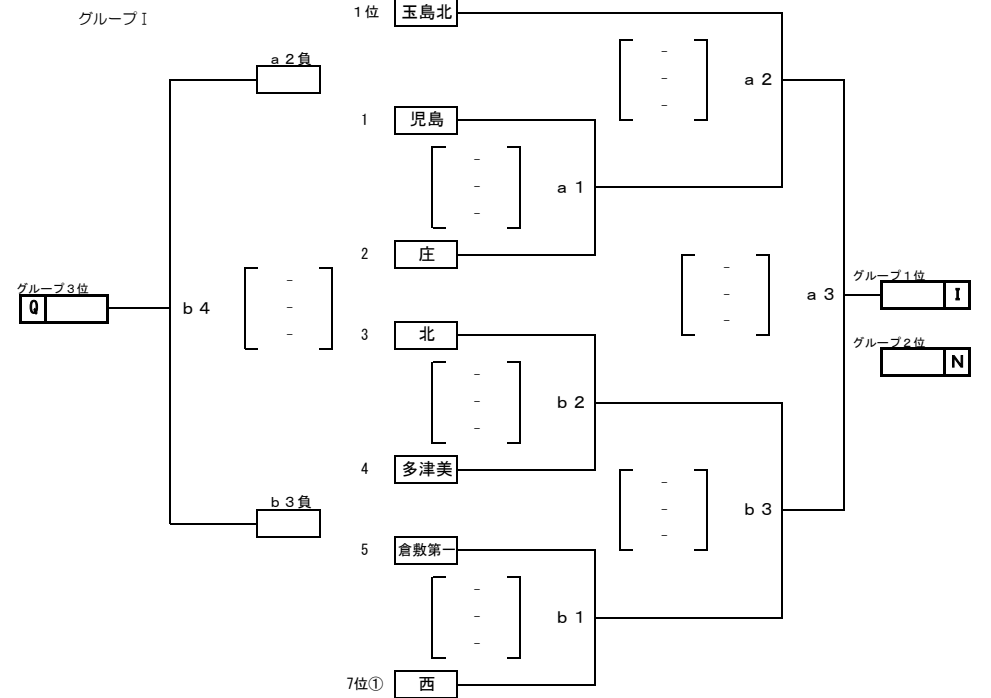 グループⅠ
1位 玉島北
a2負
a2
1 児島
a1
2 庄
グループ3位
Q
b4
3 北
a3
グループ1位
I
グループ2位
N
b2
4 多津美
b3負
b3
5 倉敷第一
b1
7位① 西